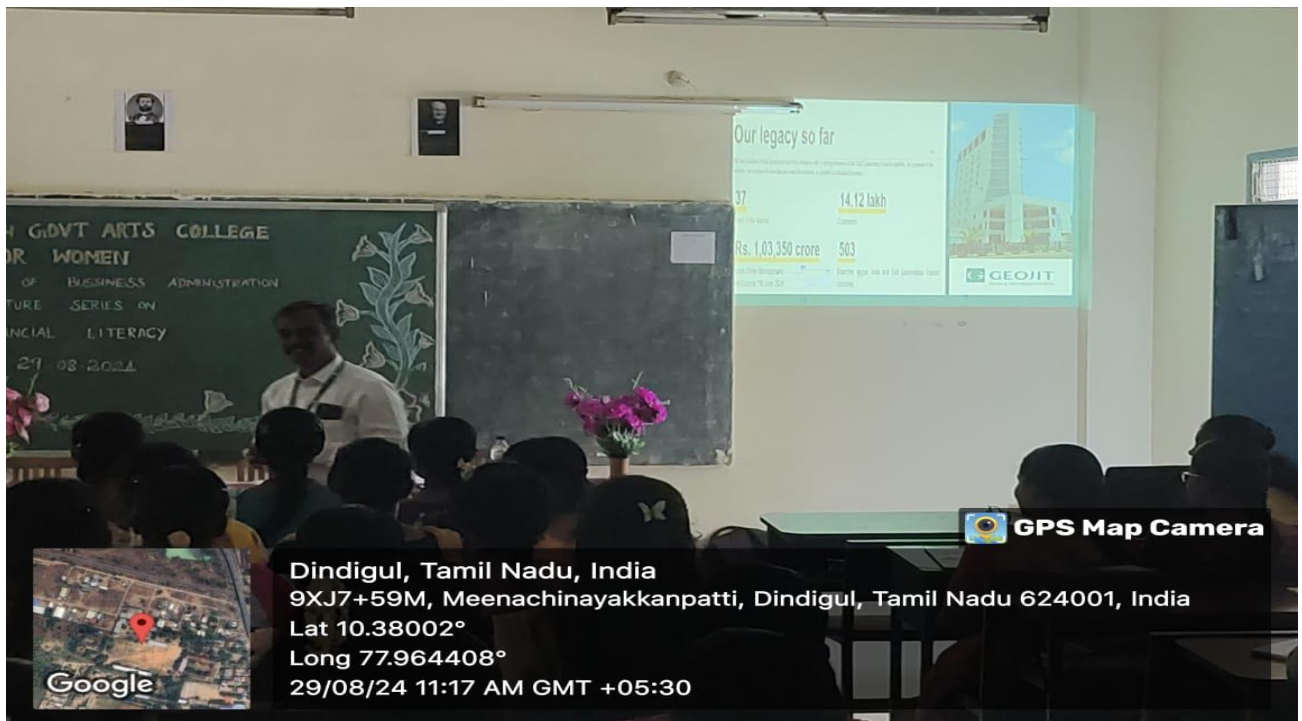 Our legacy so far
37
14.12 lakh
Customers
Rs. 1,03,350 crore
503
GEOJIT
GOVT ARTS COLLEGE
OR WOMEN
OF BUSSINESS ADMINISTRATION
TURE SERIES ON
NCIAL LITERACY
29-08-2024
GPS Map Camera
Dindigul, Tamil Nadu, India
9XJ7+59M, Meenachinayakkanpatti, Dindigul, Tamil Nadu 624001, India
Lat 10.38002°
Long 77.964408°
29/08/24 11:17 AM GMT +05:30
Google